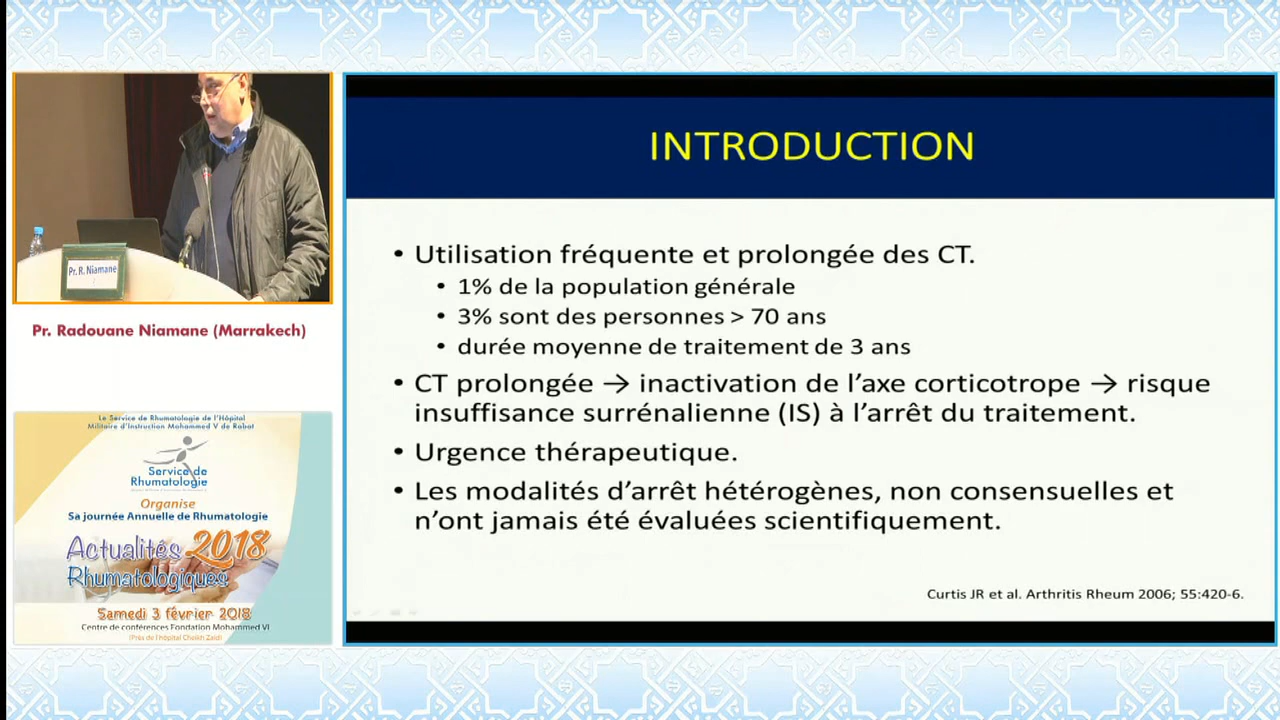 Pr. R. Niamane
Pr. Radouane Niamane (Marrakech)
Le Service de Rhumatologie de l'Hôpital
Militaire d'Instruction Mohammed V de Rabat
Service de
Rhumatologie
Organise
Sa journée Annuelle de Rhumatologie
Actualités 2018
Rhumatologiques
Samedi 3 février 2018
Centre de conférences Fondation Mohammed VI
(Près de l'hôpital Cheikh Zaid)
INTRODUCTION
• Utilisation fréquente et prolongée des CT.
• 1% de la population générale
• 3% sont des personnes > 70 ans
• durée moyenne de traitement de 3 ans
• CT prolongée → inactivation de l’axe corticotrope → risque
insuffisance surrénalienne (IS) à l’arrêt du traitement.
• Urgence thérapeutique.
• Les modalités d’arrêt hétérogènes, non consensuelles et
n’ont jamais été évaluées scientifiquement.
Curtis JR et al. Arthritis Rheum 2006; 55:420-6.